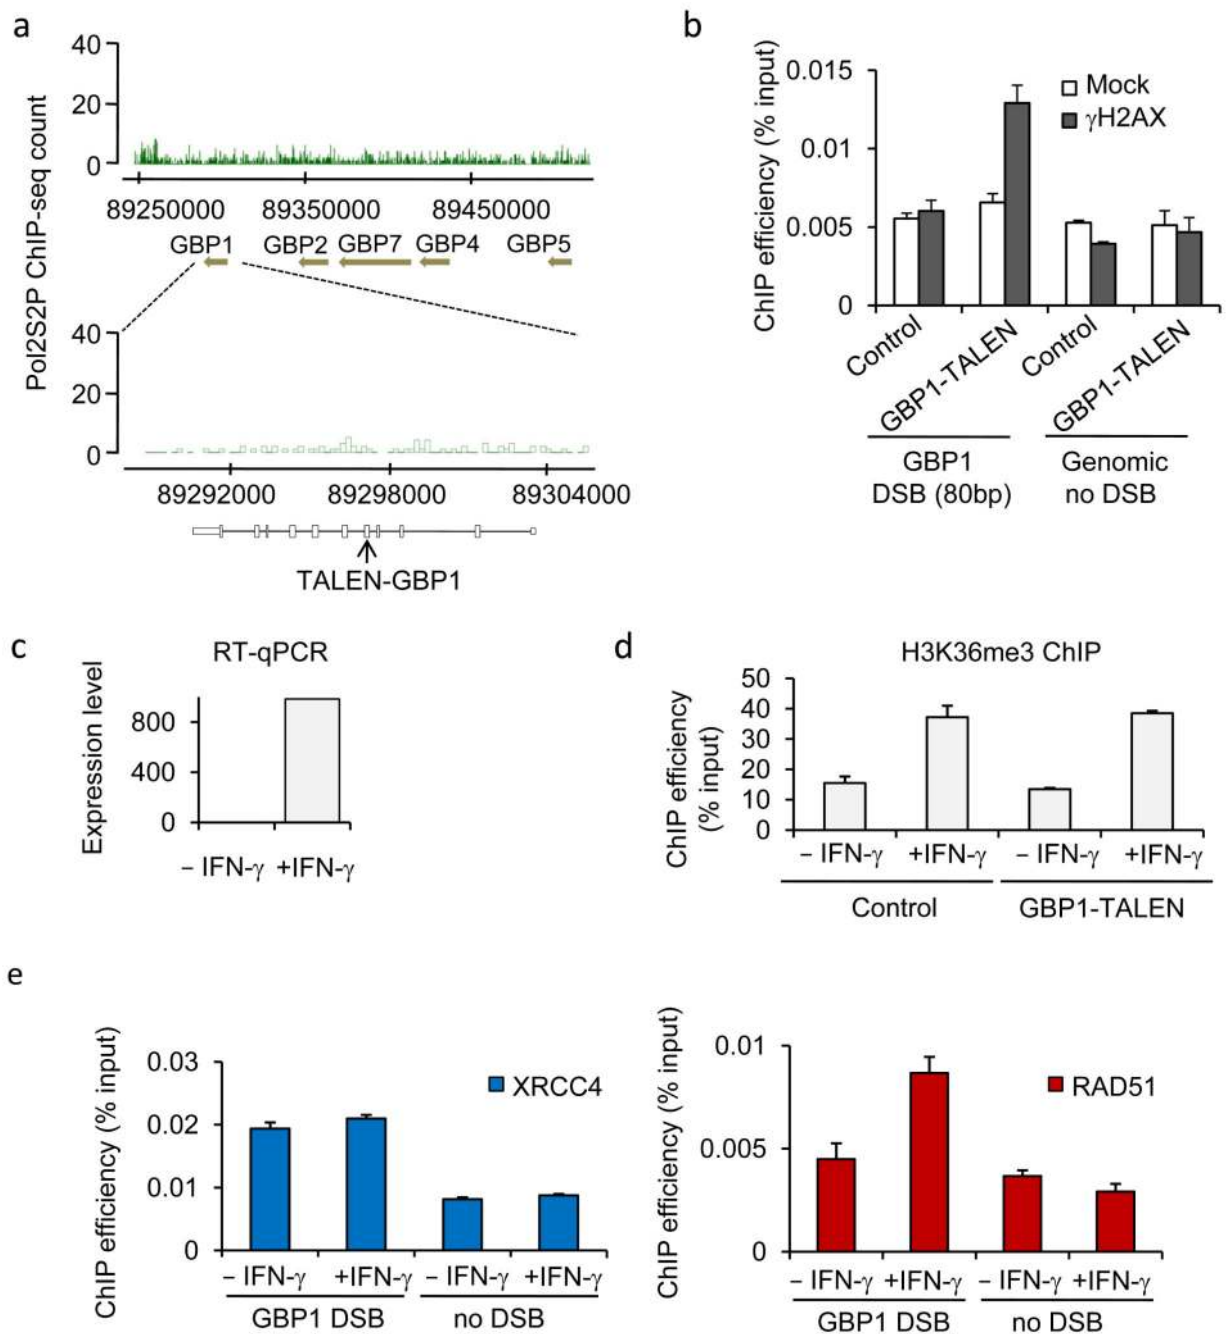 a
Pol2S2P ChIP-seq count
40
20
0
89250000 89350000 89450000
GBP1 GBP2 GBP7 GBP4 GBP5
40
20
0
89292000 89298000 89304000
TALEN-GBP1
b
ChIP efficiency (% input)
0.015
0.01
0.005
0
Mock
γH2AX
Control
GBP1-TALEN
Control
GBP1-TALEN
GBP1
DSB (80bp)
Genomic
no DSB
c
RT-qPCR
Expression level
800
400
0
– IFN-γ +IFN-γ
d
H3K36me3 ChIP
ChIP efficiency
(% input)
50
40
30
20
10
0
– IFN-γ +IFN-γ – IFN-γ +IFN-γ
Control GBP1-TALEN
e
ChIP efficiency (% input)
0.03
0.02
0.01
0
XRCC4
– IFN-γ +IFN-γ – IFN-γ +IFN-γ
GBP1 DSB no DSB
ChIP efficiency (% input)
0.01
0.005
0
RAD51
– IFN-γ +IFN-γ – IFN-γ +IFN-γ
GBP1 DSB no DSB